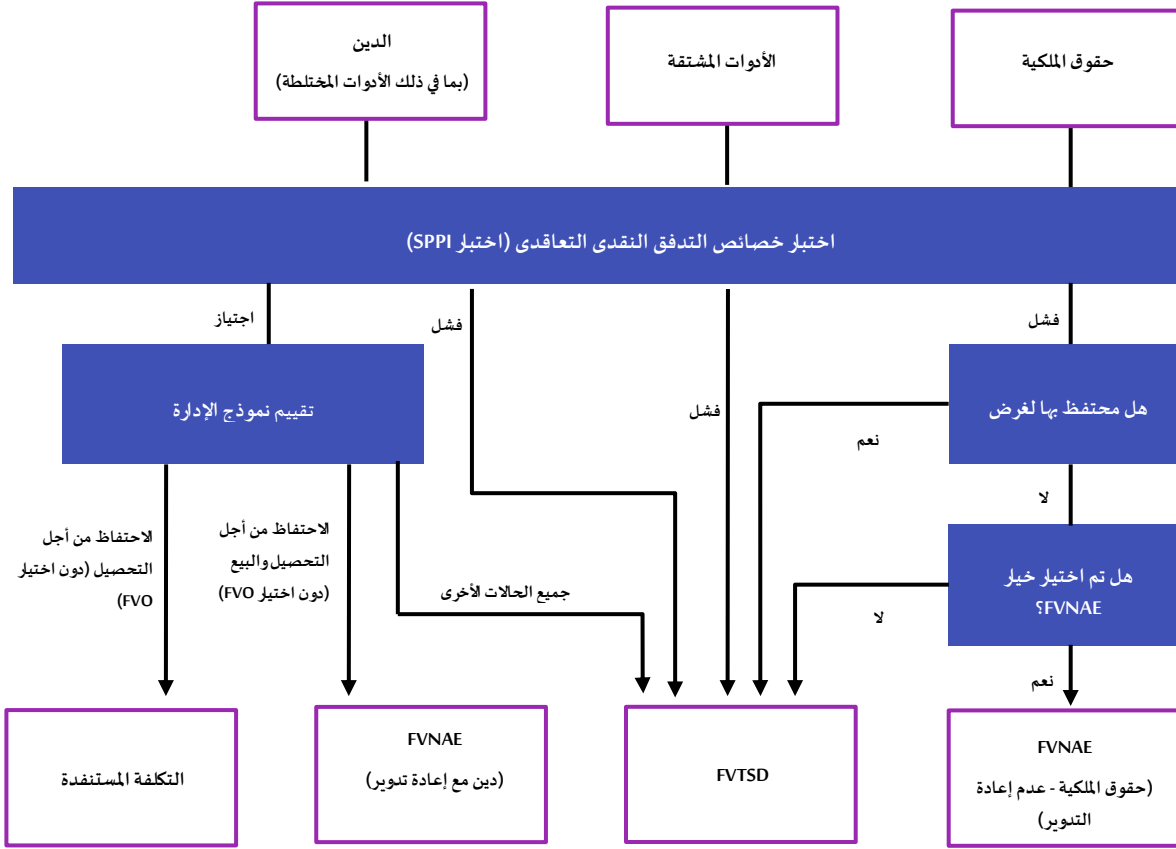 حقوق الملكية
الأدوات المشتقة
الدين
(بما في ذلك الأدوات المختلطة)
اختبار خصائص التدفق النقدى التعاقدى (اختبار SPPI)
فشل
فشل
فشل
اجتياز
هل محتفظ بها لغرض
نعم
لا
تقييم نموذج الإدارة
هل تم اختيار خيار
FVNAE؟
لا
نعم
جميع الحالات الأخرى
الاحتفاظ من أجل
التحصيل والبيع
(دون اختيار FVO)
الاحتفاظ من أجل
التحصيل (دون اختيار
FVO)
FVNAE
(حقوق الملكية - عدم إعادة
التدوير)
FVTSD
FVNAE
(دين مع إعادة تدوير)
التكلفة المستنفدة